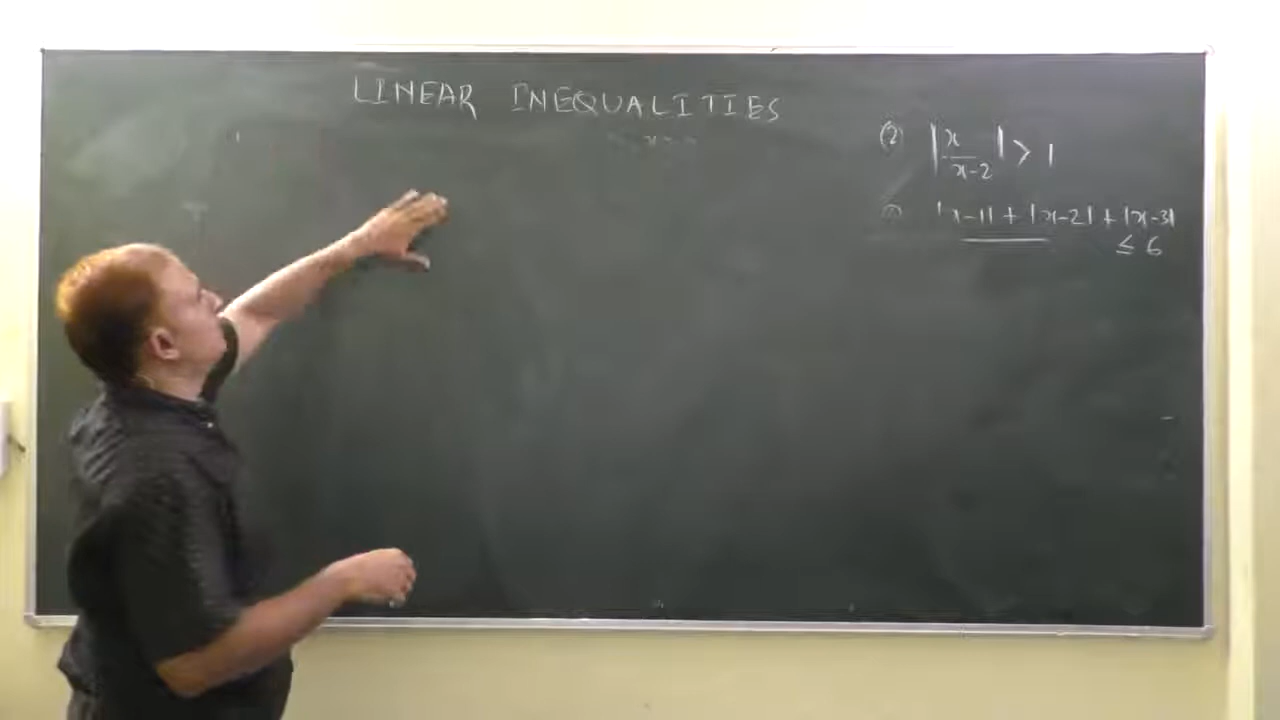 LINEAR INEQUALITIES
(2) |x/x-2| > 1
|x-1| + |x-2| + |x-3|
≤ 6